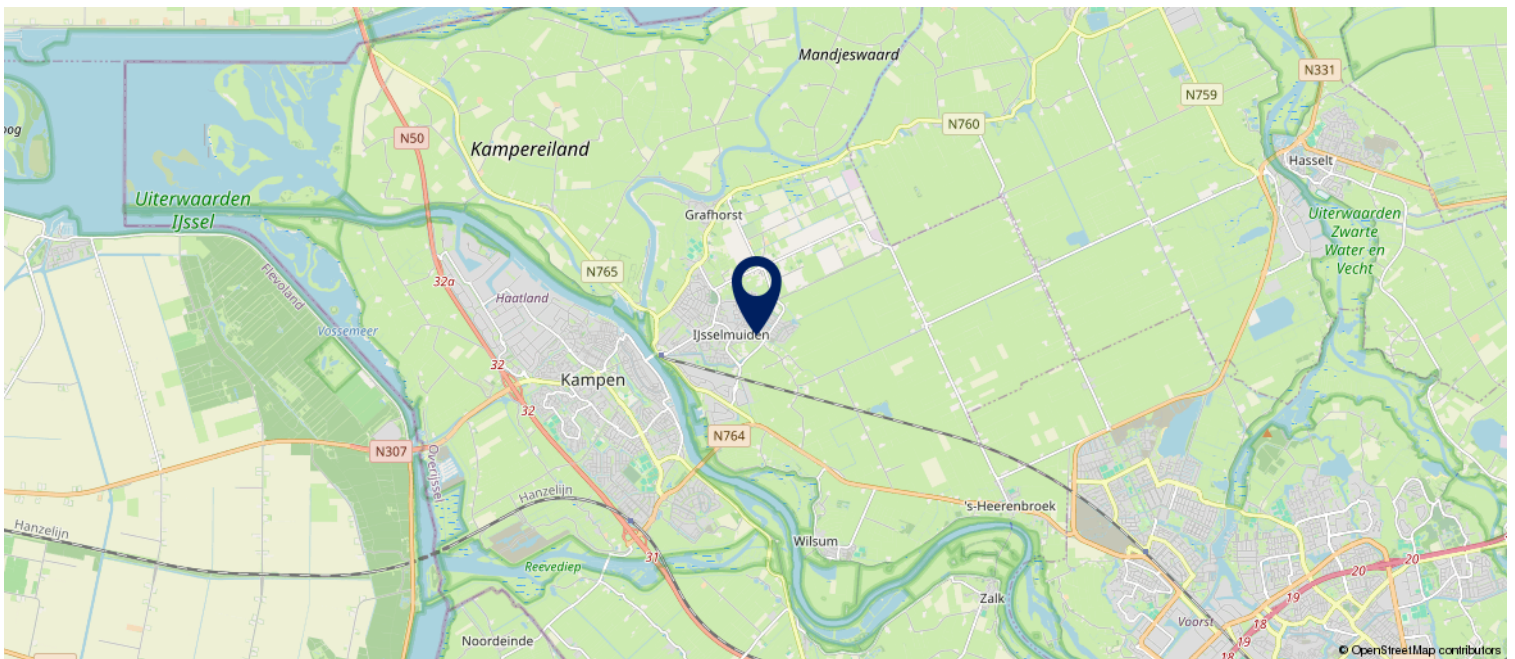 Mandjeswaard
N331
N759
N760
N50
Kampereiland
oog
Hasselt
Uiterwaarden
IJssel
Grafhorst
Uiterwaarden
Zwarte
Water en
Vecht
N765
Flevoland
32a
Haatland
Vossemeer
IJsselmuiden
32
Kampen
32
N307
Overijssel
N764
Hanzelijn
's-Heerenbroek
Hanzelijn
Wilsum
31
Reevediep
20
20
19
Zalk
18
Voorst
19
Noordeinde
18
© OpenStreetMap contributors